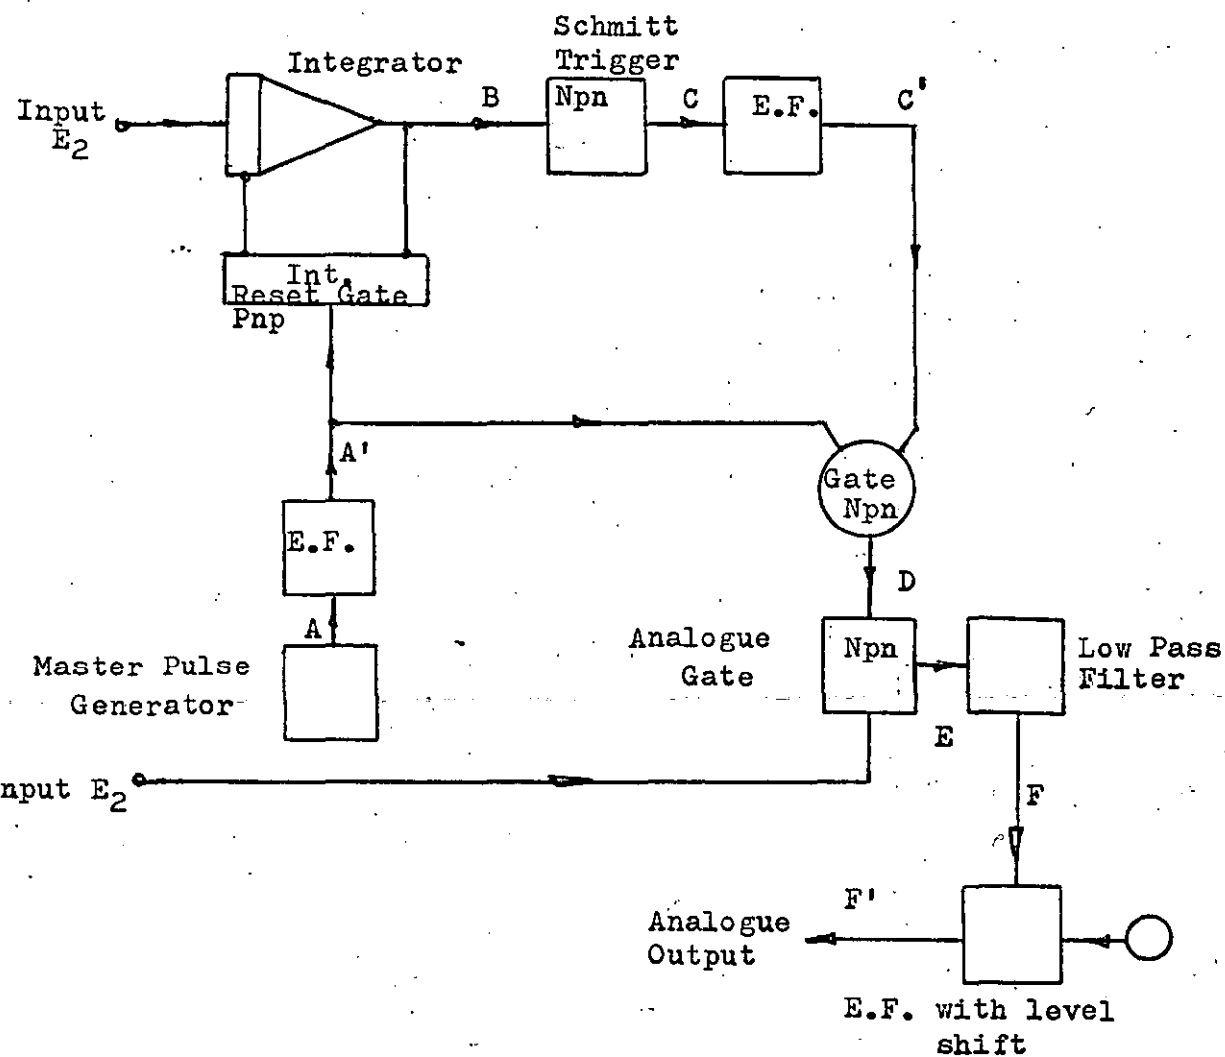 Schmitt
Trigger
Integrator
Input
E2
B
Npn
C
E.F.
C'
Int.
Reset Gate
Pnp
A'
Gate
Npn
E.F.
D
A
Analogue
Gate
Npn
Low Pass
Filter
Master Pulse
Generator
E
nput E2
F
F'
Analogue
Output
E.F. with level
shift